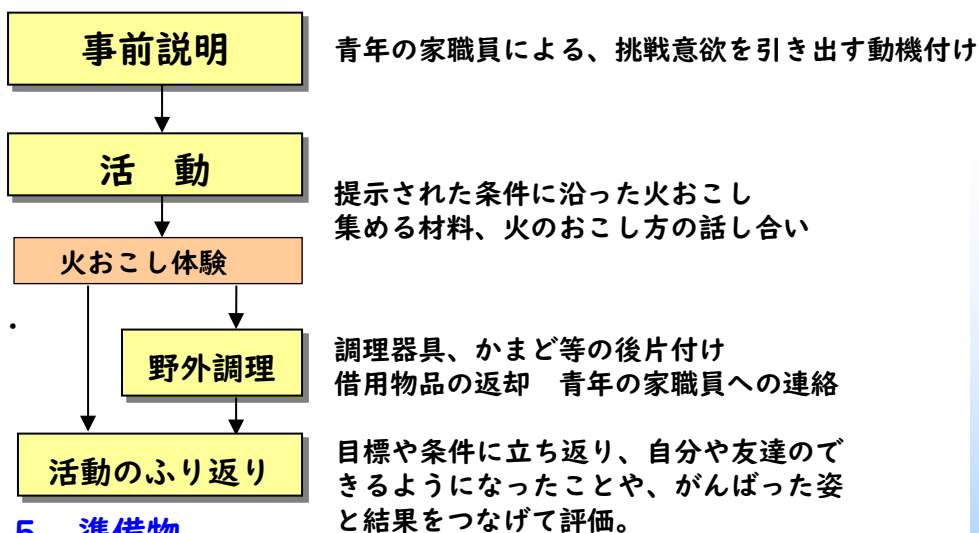 事前説明
青年の家職員による、挑戦意欲を引き出す動機付け
活　動
提示された条件に沿った火おこし
集める材料、火のおこし方の話し合い
火おこし体験
野外調理
調理器具、かまど等の後片付け
借用物品の返却　青年の家職員への連絡
活動のふり返り
目標や条件に立ち返り、自分や友達ので
きるようになったことや、がんばった姿
と結果をつなげて評価。
５　準備物